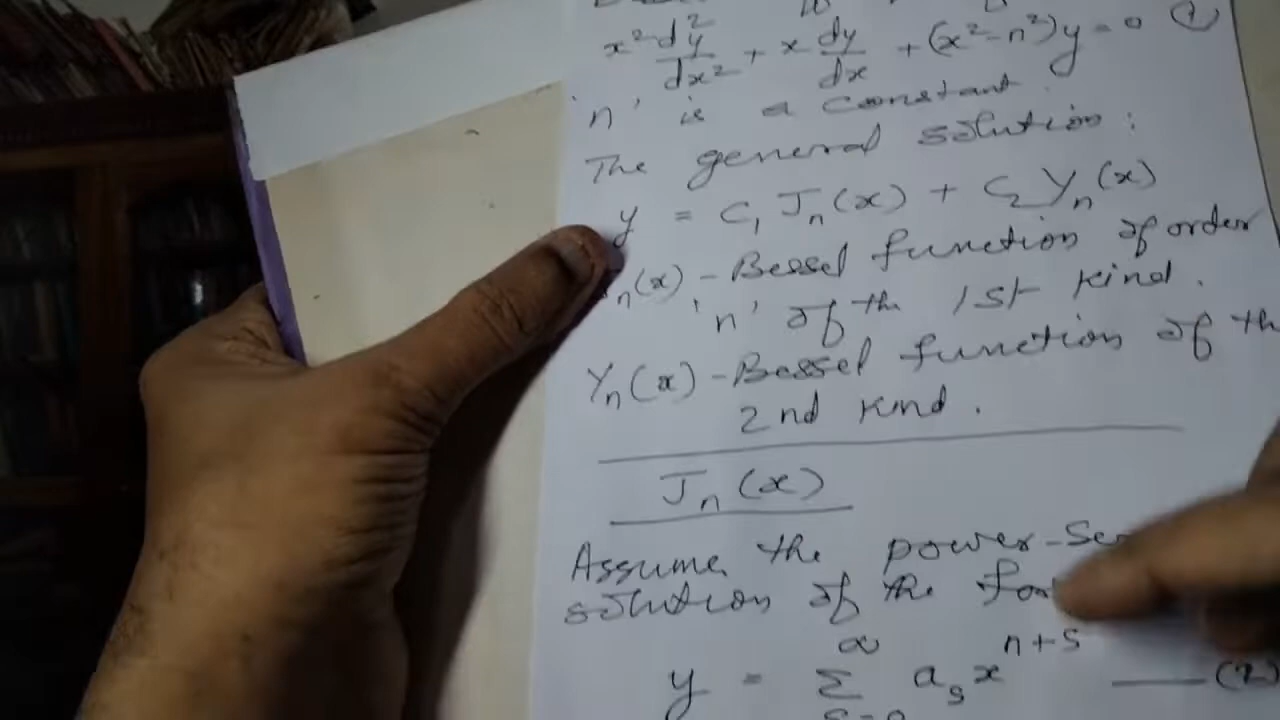 x² d²y/dx² + x dy/dx + (x² - n²)y = 0 (1)
'n' is a constant.
The general solution:
y = C₁ Jₙ(x) + C₂ Yₙ(x)
ₙ(x) - Bessel function of order
'n' of the 1st kind.
Yₙ(x) - Bessel function of the
2nd kind.
Jₙ(x)
Assume the power-
solution of the
y = Σ aₛ x^(n+s) —— (2)
∞